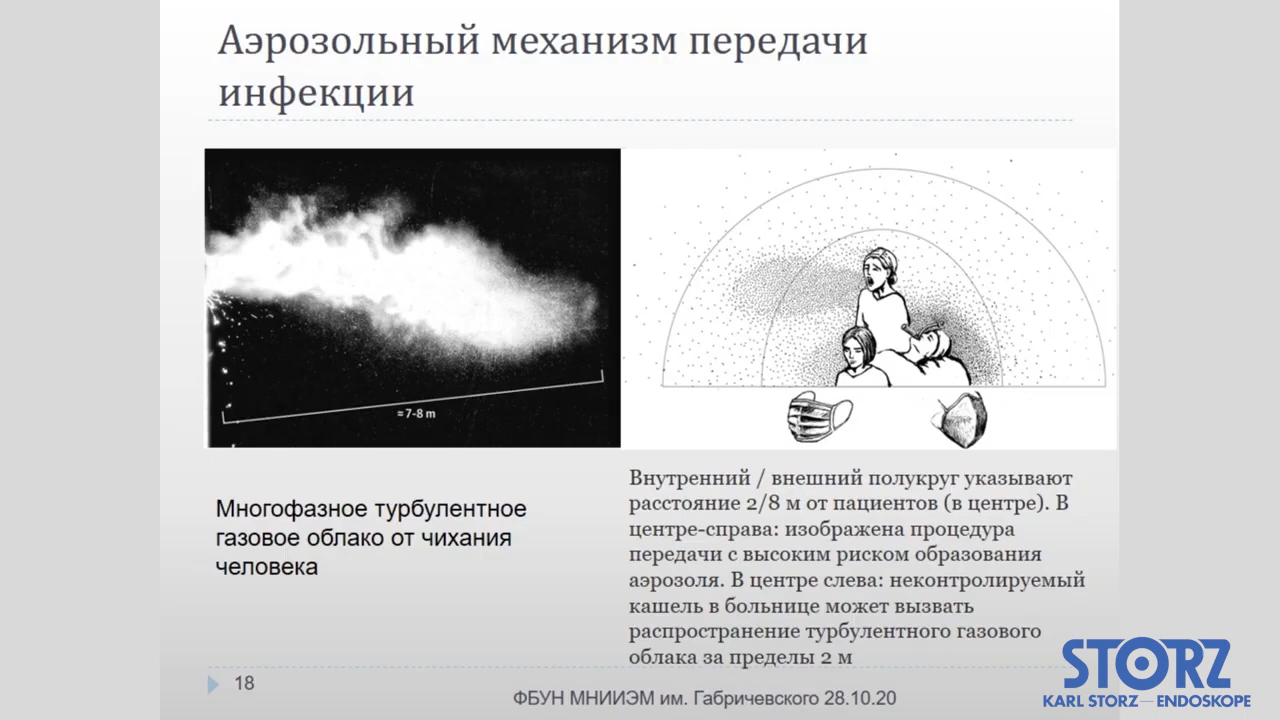 Аэрозольный механизм передачи
инфекции
≈ 7-8 m
Многофазное турбулентное
газовое облако от чихания
человека
Внутренний / внешний полукруг указывают
расстояние 2/8 м от пациентов (в центре). В
центре-справа: изображена процедура
передачи с высоким риском образования
аэрозоля. В центре слева: неконтролируемый
кашель в больнице может вызвать
распространение турбулентного газового
облака за пределы 2 м
18
ФБУН МНИИЭМ им. Габричевского 28.10.20
STORZ
KARL STORZ — ENDOSKOPE